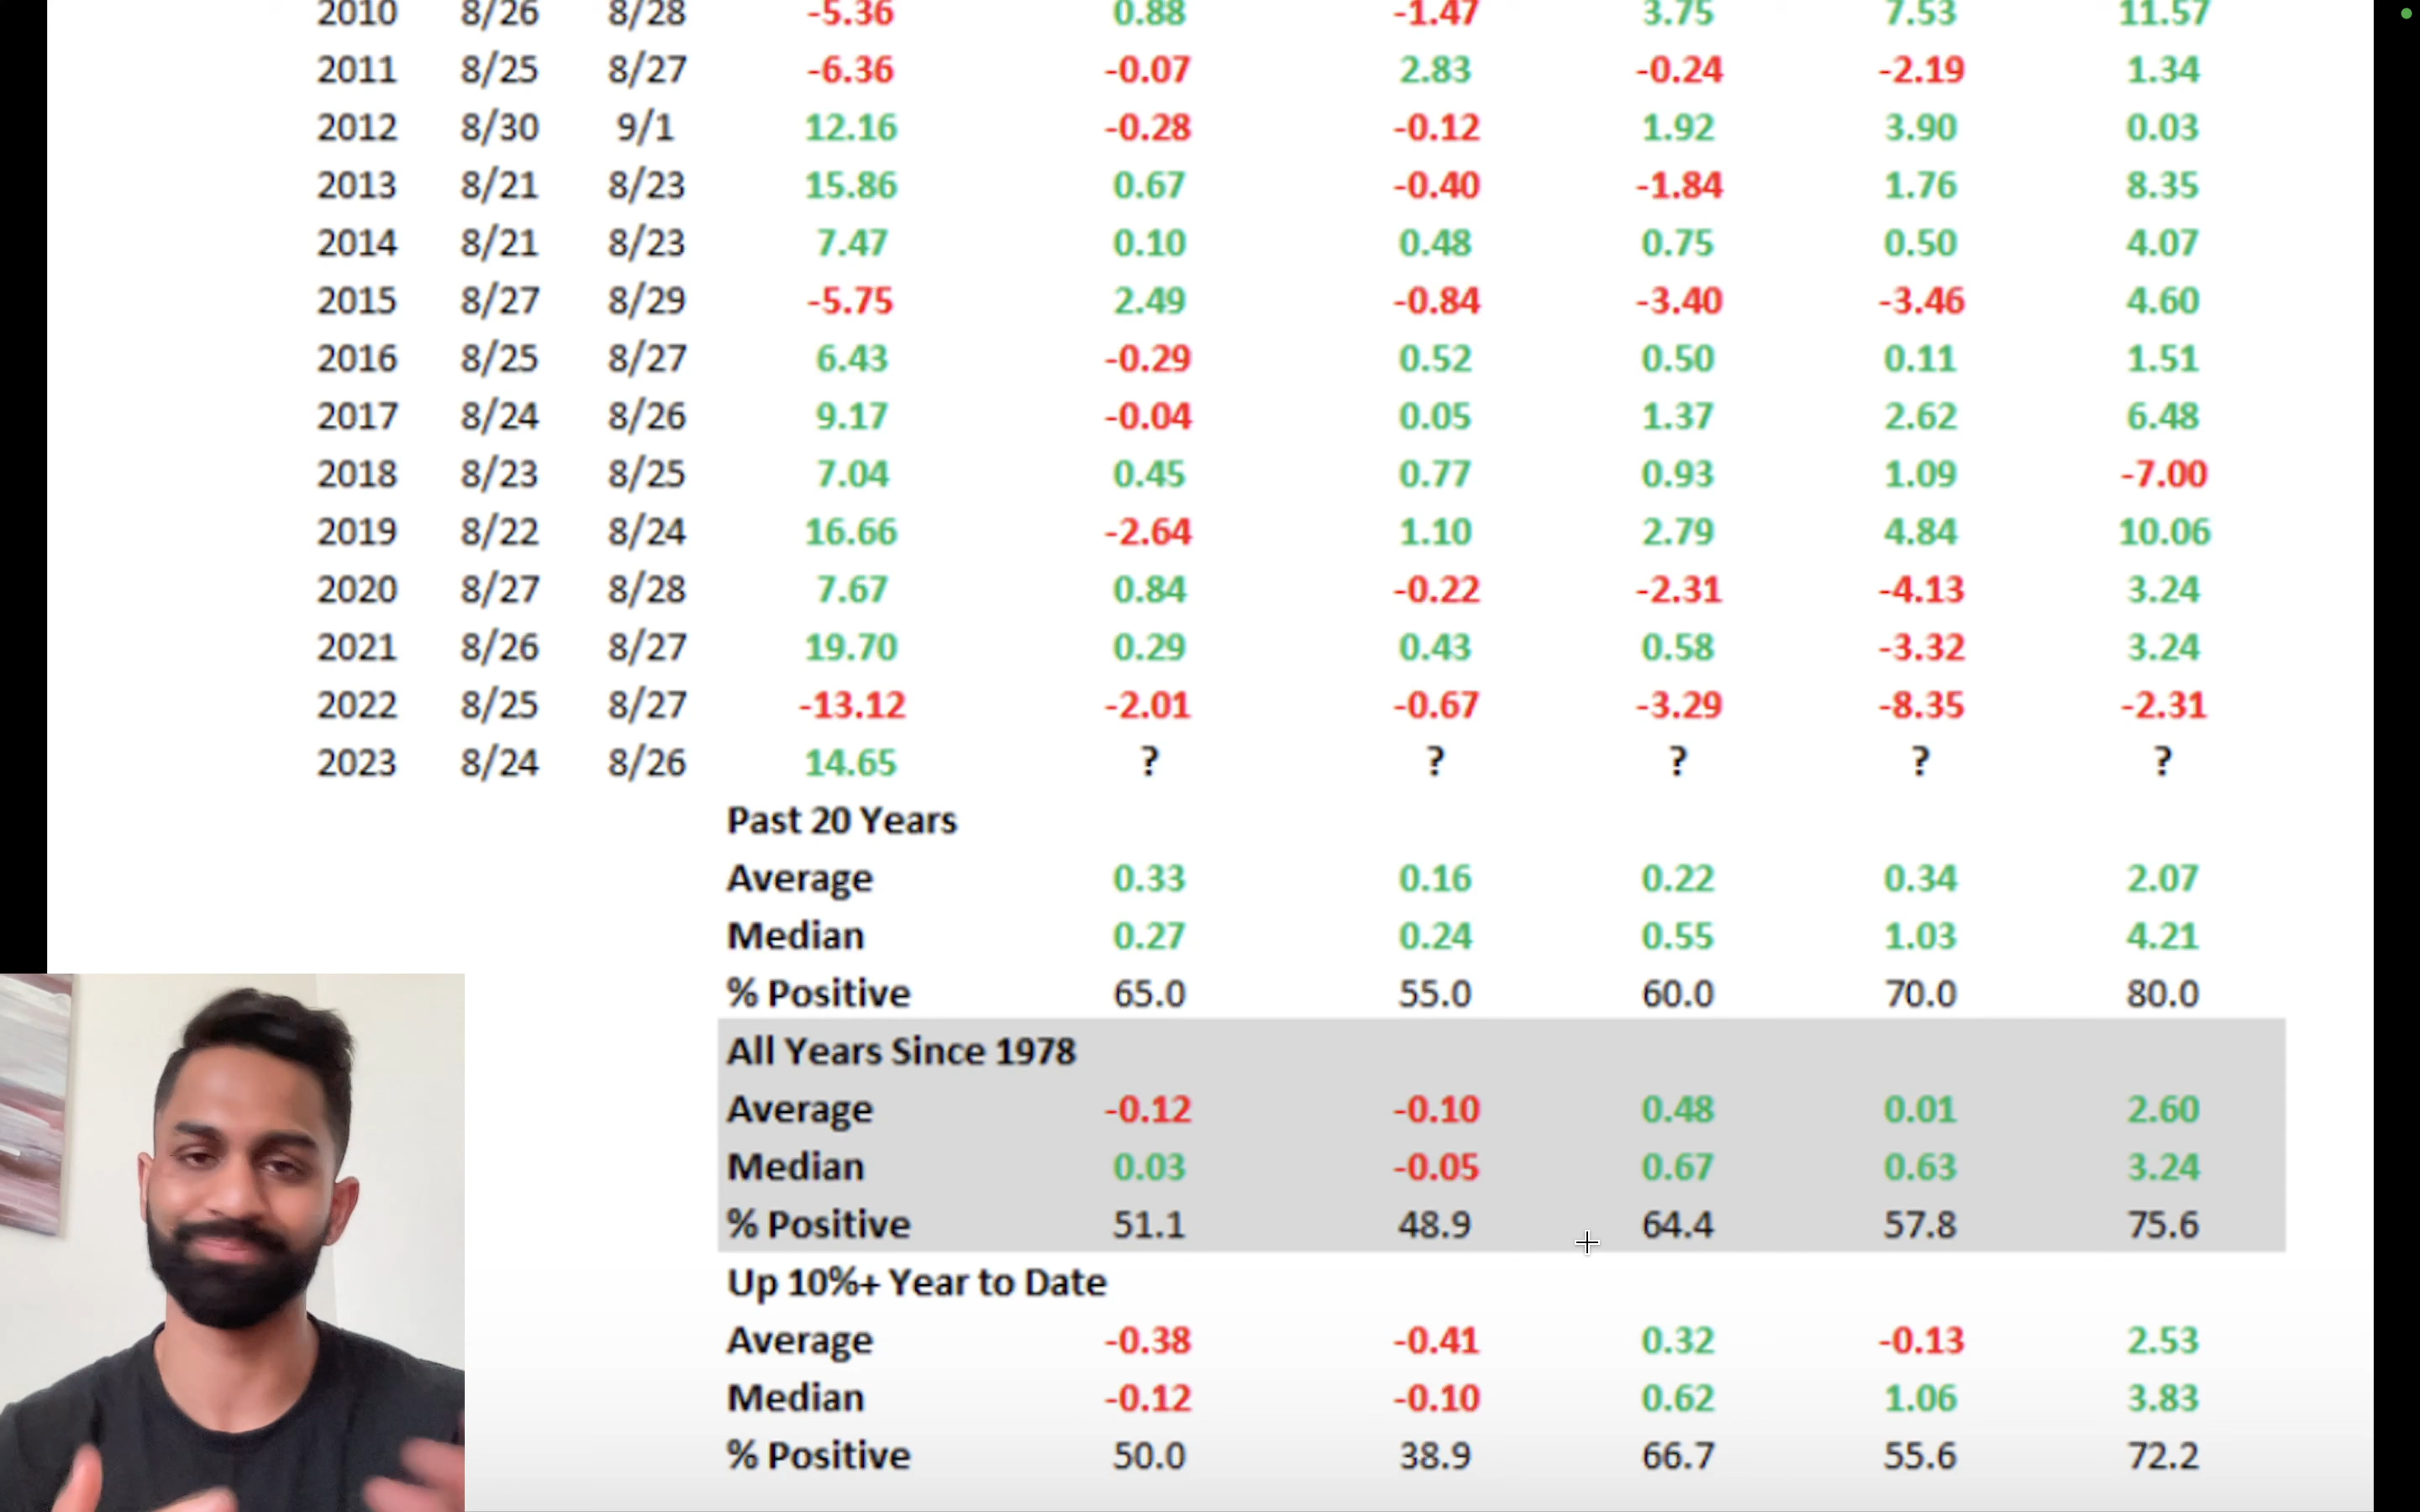 2010 8/26 8/28 -5.36 0.88 -1.47 3.75 7.53 11.57
2011 8/25 8/27 -6.36 -0.07 2.83 -0.24 -2.19 1.34
2012 8/30 9/1 12.16 -0.28 -0.12 1.92 3.90 0.03
2013 8/21 8/23 15.86 0.67 -0.40 -1.84 1.76 8.35
2014 8/21 8/23 7.47 0.10 0.48 0.75 0.50 4.07
2015 8/27 8/29 -5.75 2.49 -0.84 -3.40 -3.46 4.60
2016 8/25 8/27 6.43 -0.29 0.52 0.50 0.11 1.51
2017 8/24 8/26 9.17 -0.04 0.05 1.37 2.62 6.48
2018 8/23 8/25 7.04 0.45 0.77 0.93 1.09 -7.00
2019 8/22 8/24 16.66 -2.64 1.10 2.79 4.84 10.06
2020 8/27 8/28 7.67 0.84 -0.22 -2.31 -4.13 3.24
2021 8/26 8/27 19.70 0.29 0.43 0.58 -3.32 3.24
2022 8/25 8/27 -13.12 -2.01 -0.67 -3.29 -8.35 -2.31
2023 8/24 8/26 14.65 ? ? ? ? ?
Past 20 Years
Average 0.33 0.16 0.22 0.34 2.07
Median 0.27 0.24 0.55 1.03 4.21
% Positive 65.0 55.0 60.0 70.0 80.0
All Years Since 1978
Average -0.12 -0.10 0.48 0.01 2.60
Median 0.03 -0.05 0.67 0.63 3.24
% Positive 51.1 48.9 64.4 57.8 75.6
Up 10%+ Year to Date
Average -0.38 -0.41 0.32 -0.13 2.53
Median -0.12 -0.10 0.62 1.06 3.83
% Positive 50.0 38.9 66.7 55.6 72.2